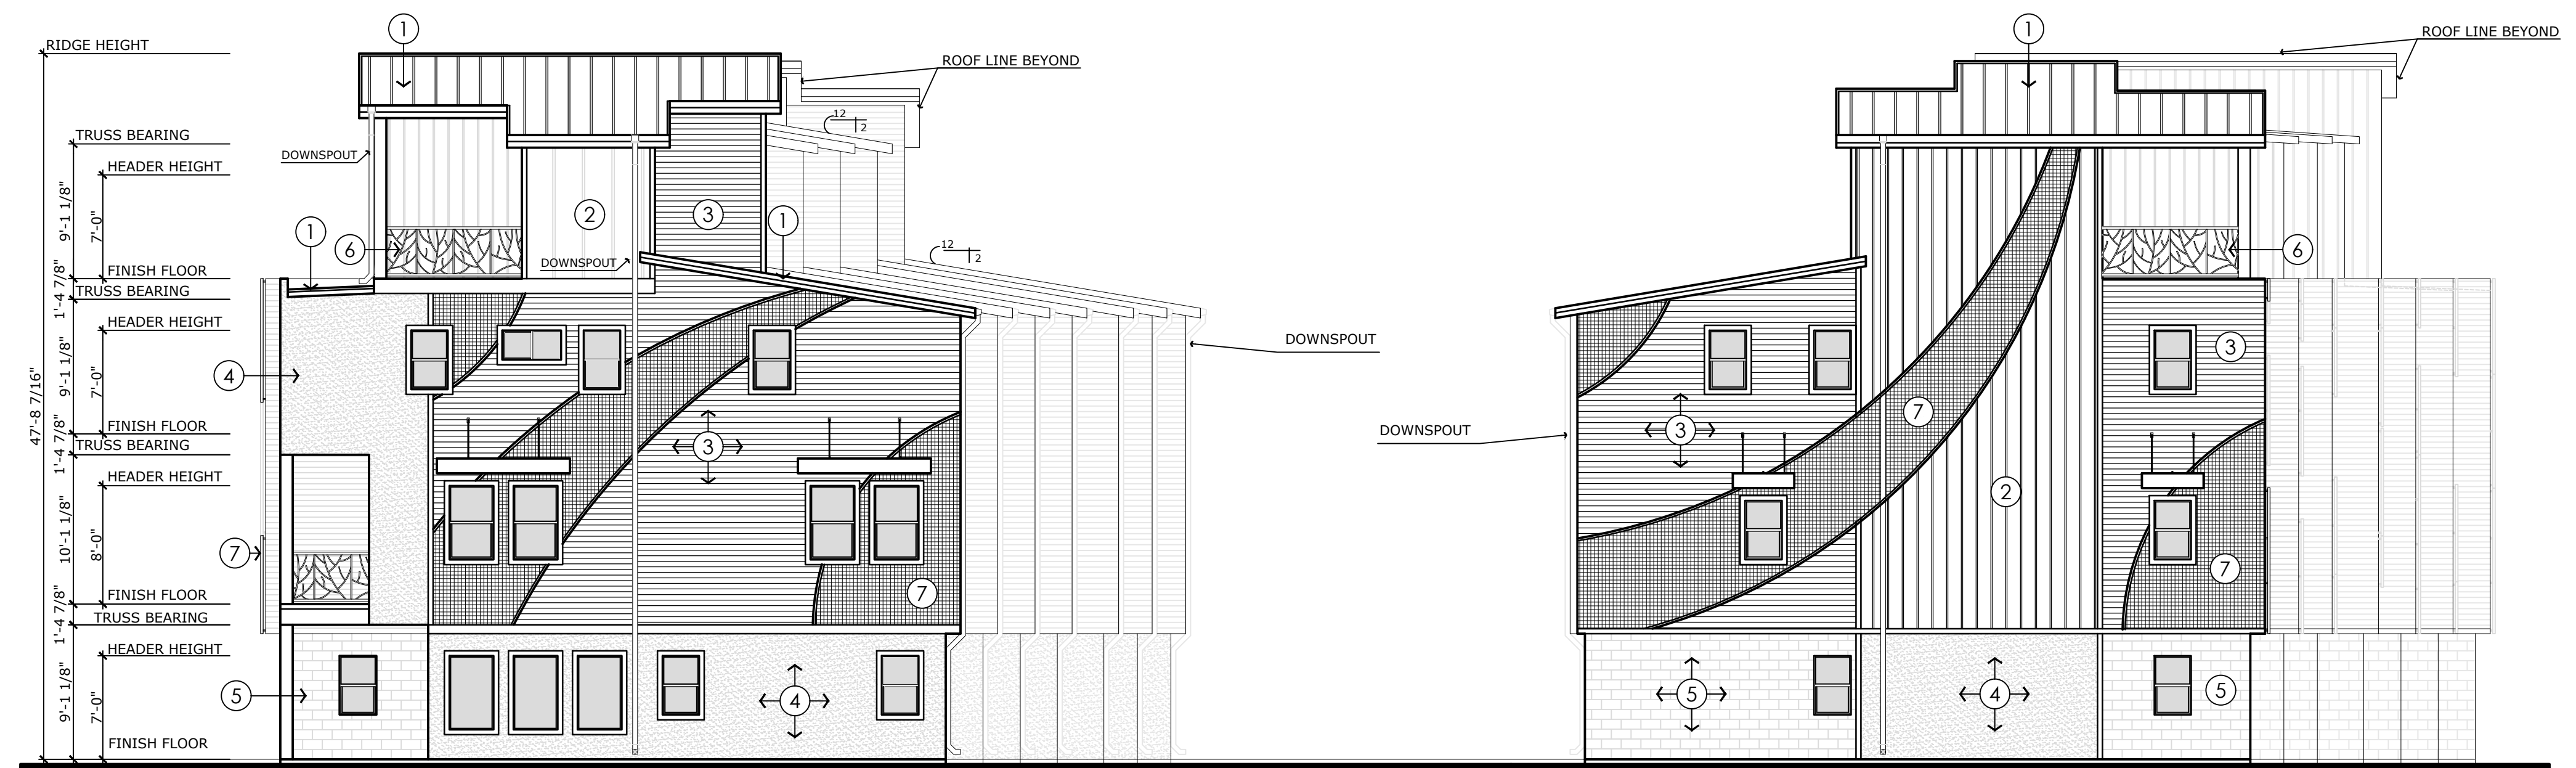 1
1
RIDGE HEIGHT
ROOF LINE BEYOND
ROOF LINE BEYOND
12
2
TRUSS BEARING
DOWNSPOUT
HEADER HEIGHT
9'-1 1/8"
7'-0"
2
3
1
1
6
6
12
2
DOWNSPOUT
FINISH FLOOR
1'-4 7/8"
TRUSS BEARING
HEADER HEIGHT
DOWNSPOUT
3
4
47'-8 7/16"
9'-1 1/8"
7'-0"
7
FINISH FLOOR
3
3
DOWNSPOUT
1'-4 7/8"
TRUSS BEARING
HEADER HEIGHT
2
10'-1 1/8"
8'-0"
7
7
7
FINISH FLOOR
1'-4 7/8"
TRUSS BEARING
HEADER HEIGHT
9'-1 1/8"
7'-0"
5
4
5
4
5
FINISH FLOOR